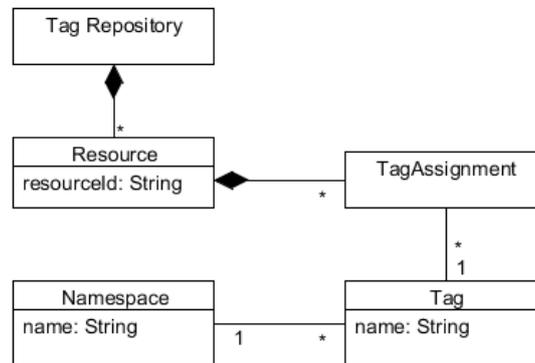 Tag Repository
*
Resource
resourceId: String
TagAssignment
*
*
1
Namespace
name: String
1
*
Tag
name: String